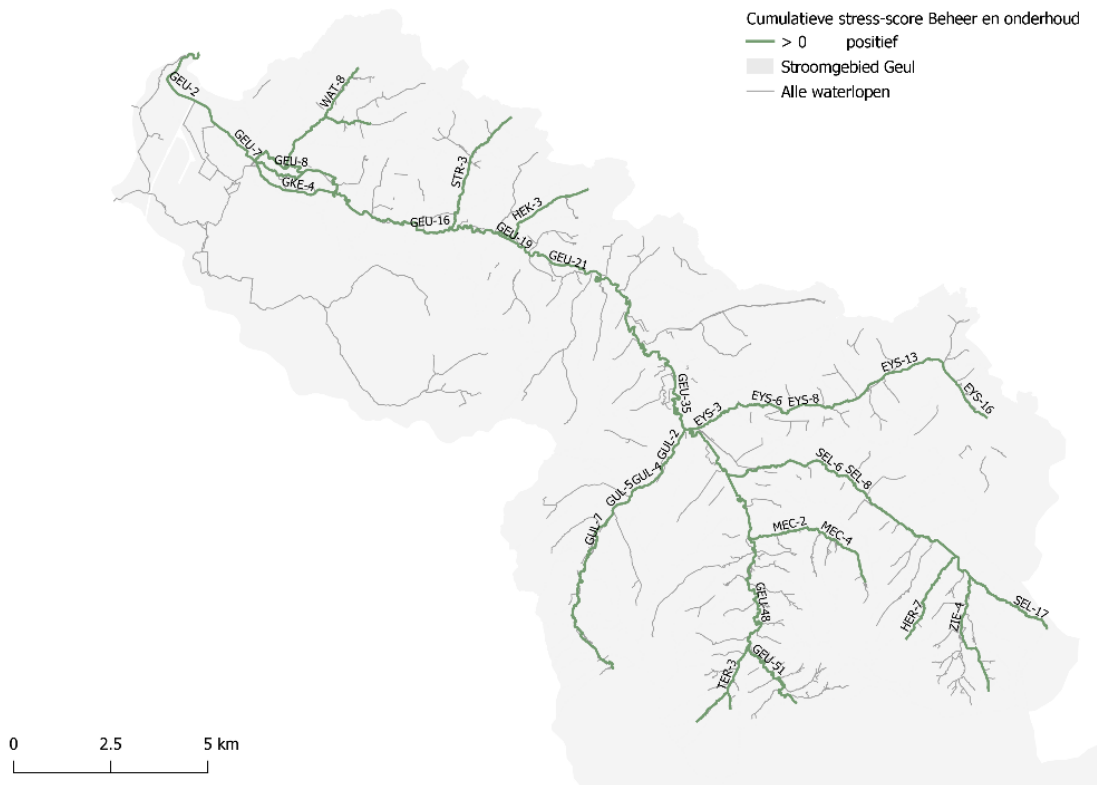 Cumulatieve stress-score Beheer en onderhoud
> 0 positief
Stroomgebied Geul
Alle waterlopen
GEU-2
WAT-8
GEU-7
GEU-8
GKE-4
STR-3
HEK-3
GEU-16
GEU-19
GEU-21
EYS-13
GEU-35
EYS-3
EYS-6
EYS-8
EYS-16
GUL-2
GUL-4
GUL-5
GUL-7
SEL-6
SEL-8
MEC-2
MEC-4
GEU-48
HER-7
ZIE-4
SEL-17
TER-3
GEU-51
0 2.5 5 km